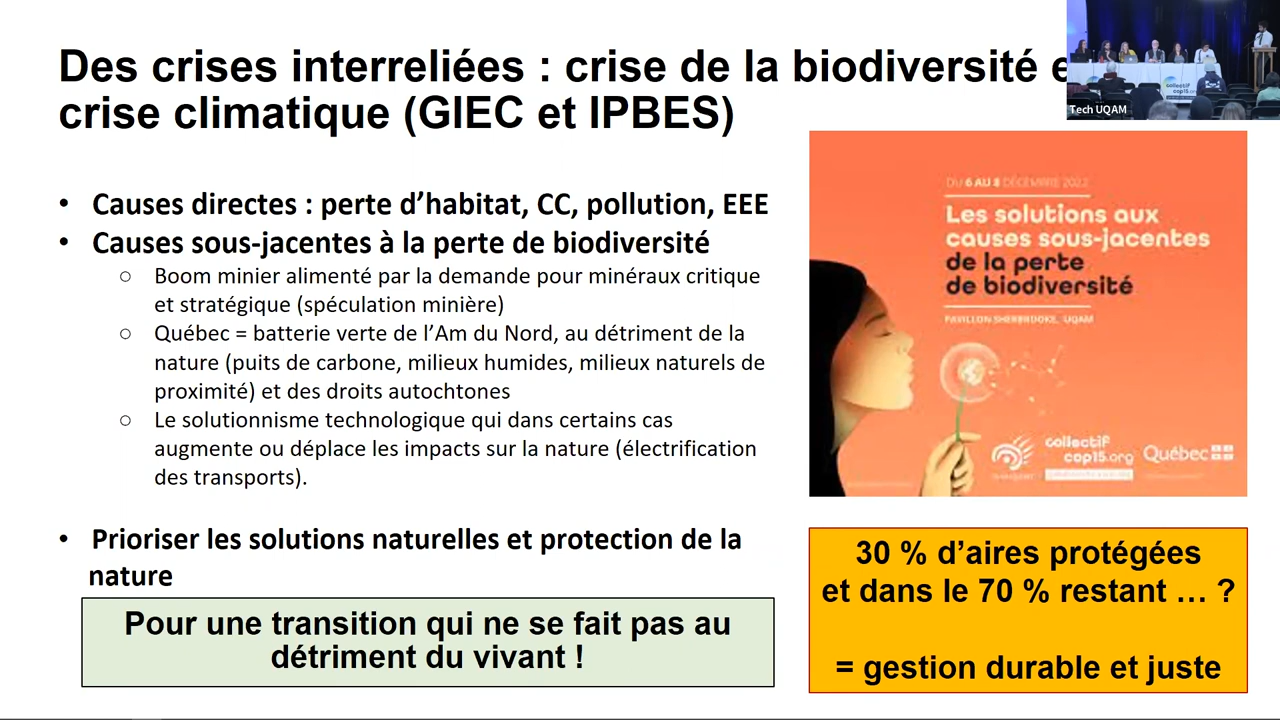 Des crises interreliées : crise de la biodiversité e
crise climatique (GIEC et IPBES)
Tech UQAM
collectif
cop15.org
• Causes directes : perte d’habitat, CC, pollution, EEE
• Causes sous-jacentes à la perte de biodiversité
○ Boom minier alimenté par la demande pour minéraux critique
et stratégique (spéculation minière)
○ Québec = batterie verte de l’Am du Nord, au détriment de la
nature (puits de carbone, milieux humides, milieux naturels de
proximité) et des droits autochtones
○ Le solutionnisme technologique qui dans certains cas
augmente ou déplace les impacts sur la nature (électrification
des transports).
• Prioriser les solutions naturelles et protection de la
nature
Pour une transition qui ne se fait pas au
détriment du vivant !
DU 6 AU 8 DÉCEMBRE 2022
Les solutions aux
causes sous-jacentes
de la perte
de biodiversité
PAVILLON SHERBROOKE, UQAM
collectif
cop15.org
Québec
30 % d’aires protégées
et dans le 70 % restant … ?
= gestion durable et juste